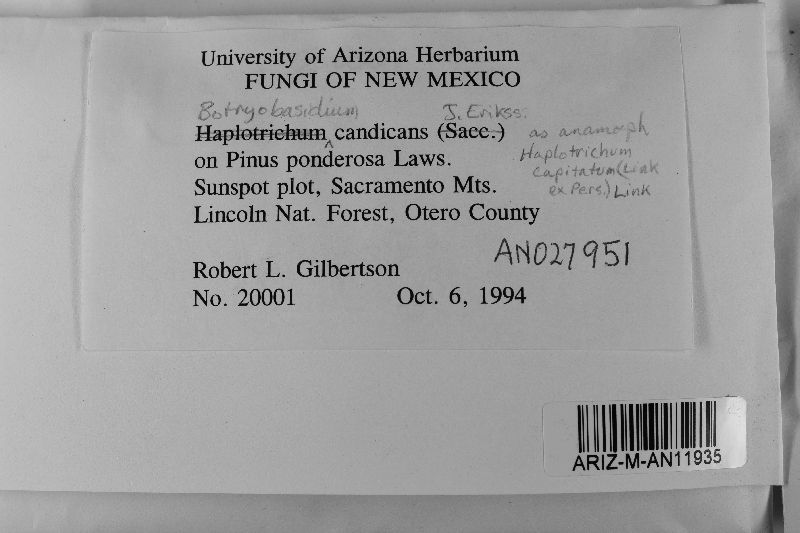 University of Arizona Herbarium
FUNGI OF NEW MEXICO
Botryobasidium J. Erikss.
Haplotrichum candicans (Sacc.)
as anamorph
Haplotrichum
capitatum (Link
ex Pers.) Link
on Pinus ponderosa Laws.
Sunspot plot, Sacramento Mts.
Lincoln Nat. Forest, Otero County
AN027951
Robert L. Gilbertson
No. 20001 Oct. 6, 1994
ARIZ-M-AN11935